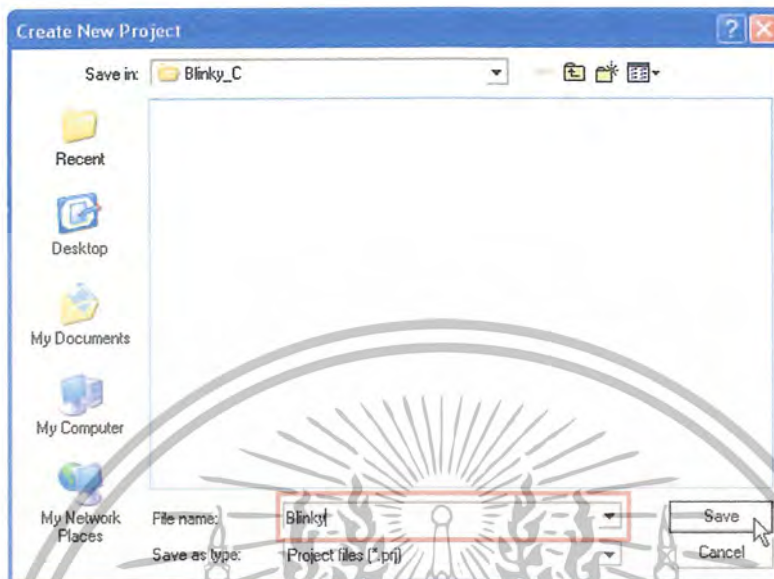 Create New Project
Save in: Blinky_C
Recent
Desktop
My Documents
My Computer
My Network Places
File name: Blinky
Save
Save as type: Project files (*.prj)
Cancel